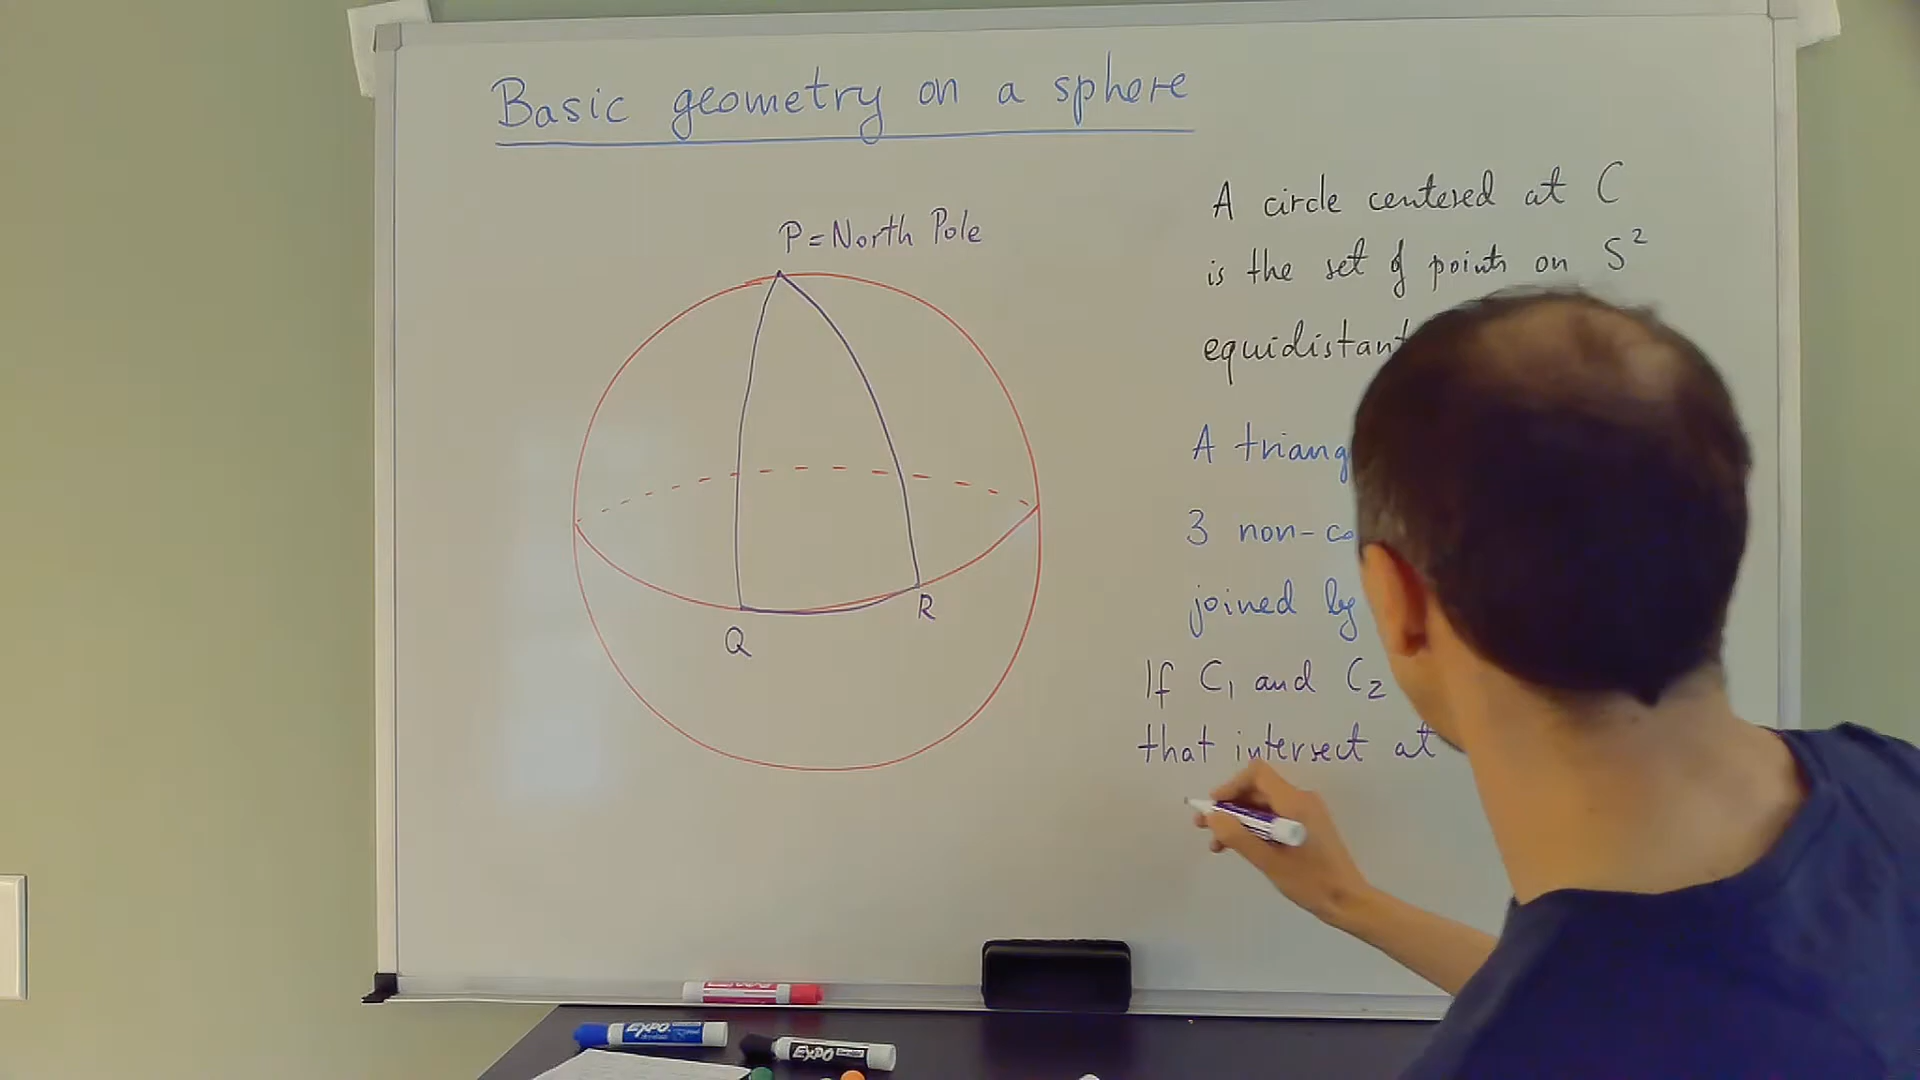 Basic geometry on a sphere
P = North Pole
Q
R
A circle centered at C
is the set of points on S²
equidistant
A triang
3 non-co
joined by
If C₁ and C₂
that intersect at
EXPO
EXPO